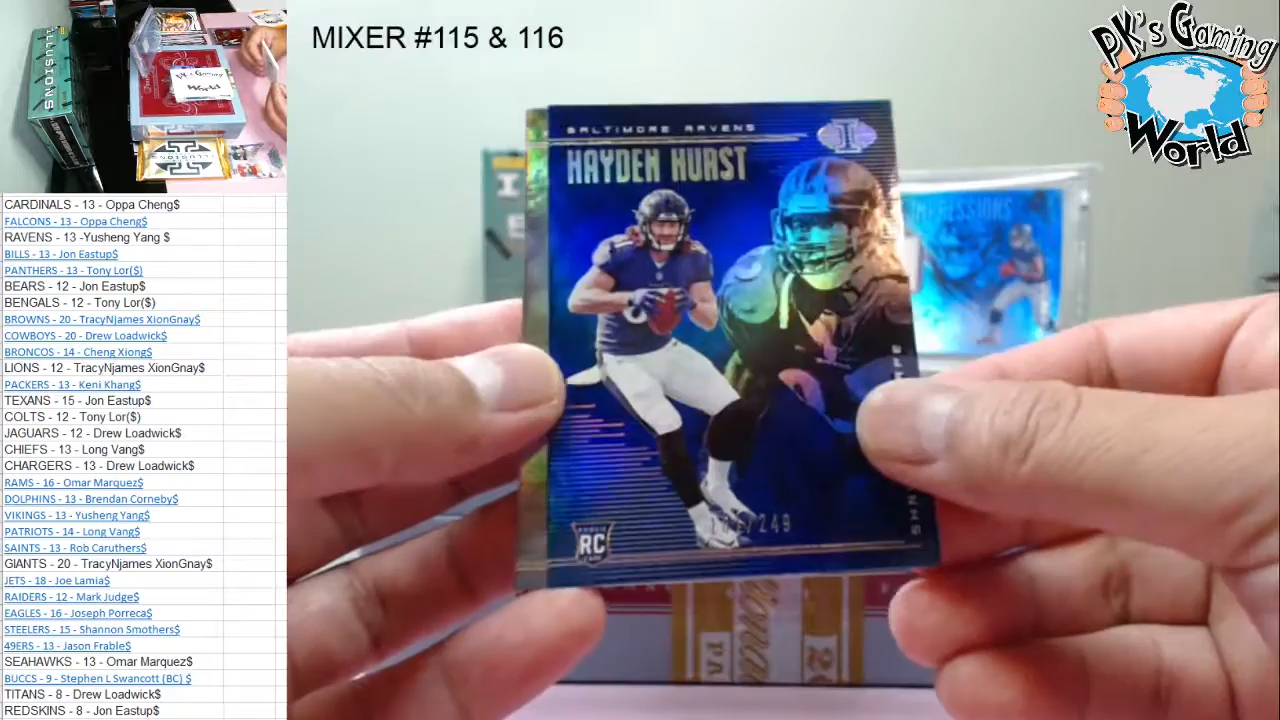 MIXER #115 & 116
PK's Gaming World
ILLUSIONS
PK's Gaming
World
CARDINALS - 13 - Oppa Cheng$
FALCONS - 13 - Oppa Cheng$
RAVENS - 13 -Yusheng Yang $
BILLS - 13 - Jon Eastup$
PANTHERS - 13 - Tony Lor($)
BEARS - 12 - Jon Eastup$
BENGALS - 12 - Tony Lor($)
BROWNS - 20 - TracyNjames XionGnay$
COWBOYS - 20 - Drew Loadwick$
BRONCOS - 14 - Cheng Xiong$
LIONS - 12 - TracyNjames XionGnay$
PACKERS - 13 - Keni Khang$
TEXANS - 15 - Jon Eastup$
COLTS - 12 - Tony Lor($)
JAGUARS - 12 - Drew Loadwick$
CHIEFS - 13 - Long Vang$
CHARGERS - 13 - Drew Loadwick$
RAMS - 16 - Omar Marquez$
DOLPHINS - 13 - Brendan Corneby$
VIKINGS - 13 - Yusheng Yang$
PATRIOTS - 14 - Long Vang$
SAINTS - 13 - Rob Caruthers$
GIANTS - 20 - TracyNjames XionGnay$
JETS - 18 - Joe Lamia$
RAIDERS - 12 - Mark Judge$
EAGLES - 16 - Joseph Porreca$
STEELERS - 15 - Shannon Smothers$
49ERS - 13 - Jason Frable$
SEAHAWKS - 13 - Omar Marquez$
BUCCS - 9 - Stephen L Swancott (BC) $
TITANS - 8 - Drew Loadwick$
REDSKINS - 8 - Jon Eastup$
BALTIMORE RAVENS
I
HAYDEN HURST
/249
RC